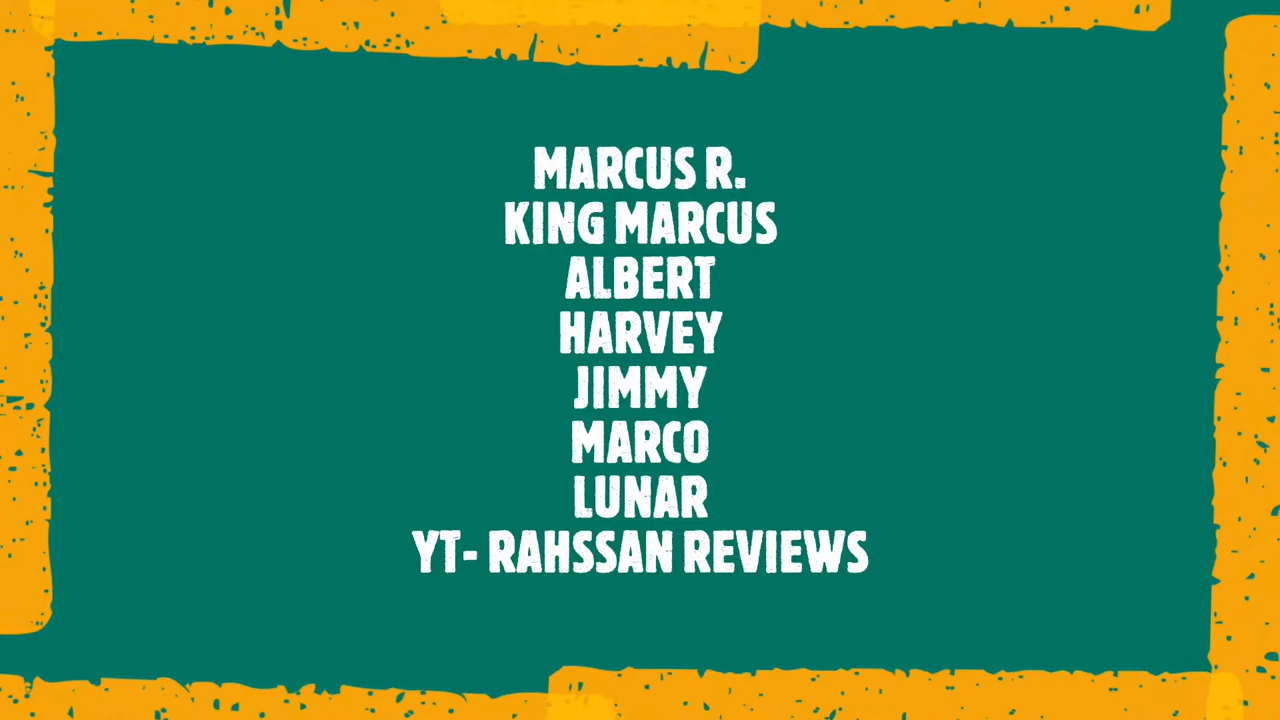 MARCUS R.
KING MARCUS
ALBERT
HARVEY
JIMMY
MARCO
LUNAR
YT- RAHSSAN REVIEWS